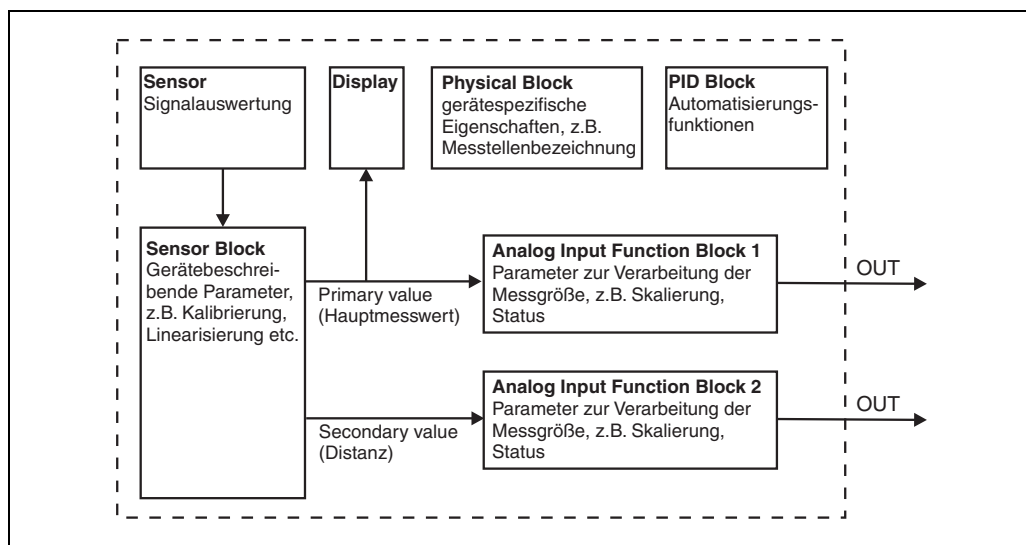 Sensor
Signalauswertung
Display
Physical Block
gerätespezifische
Eigenschaften, z.B.
Messtellenbezeichnung
PID Block
Automatisierungs-
funktionen
Sensor Block
Gerätebeschrei-
bende Parameter,
z.B. Kalibrierung,
Linearisierung etc.
Primary value
(Hauptmesswert)
Analog Input Function Block 1
Parameter zur Verarbeitung der
Messgröße, z.B. Skalierung,
Status
OUT
Secondary value
(Distanz)
Analog Input Function Block 2
Parameter zur Verarbeitung der
Messgröße, z.B. Skalierung,
Status
OUT